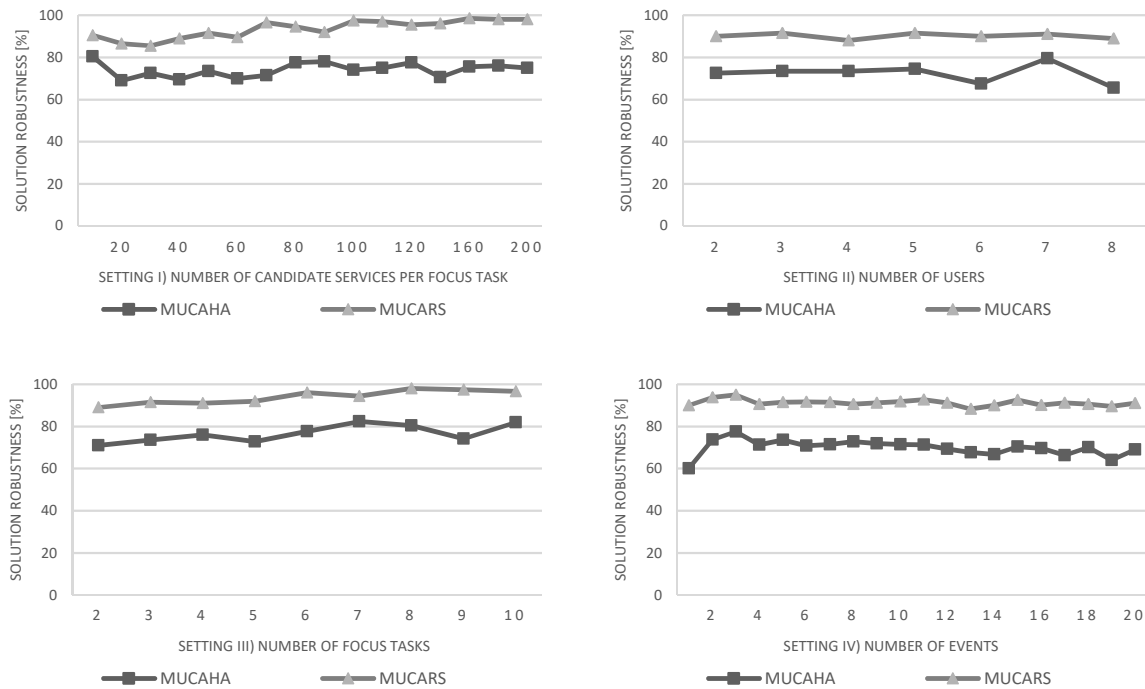 SOLUTION ROBUSTNESS [%]
100
80
60
40
20
0
20 40 60 80 100 120 160 200
SETTING I) NUMBER OF CANDIDATE SERVICES PER FOCUS TASK
MUCAHA MUCARS
SOLUTION ROBUSTNESS [%]
100
80
60
40
20
0
2 3 4 5 6 7 8
SETTING II) NUMBER OF USERS
MUCAHA MUCARS
SOLUTION ROBUSTNESS [%]
100
80
60
40
20
0
2 3 4 5 6 7 8 9 10
SETTING III) NUMBER OF FOCUS TASKS
MUCAHA MUCARS
SOLUTION ROBUSTNESS [%]
100
80
60
40
20
0
2 4 6 8 10 12 14 16 18 20
SETTING IV) NUMBER OF EVENTS
MUCAHA MUCARS